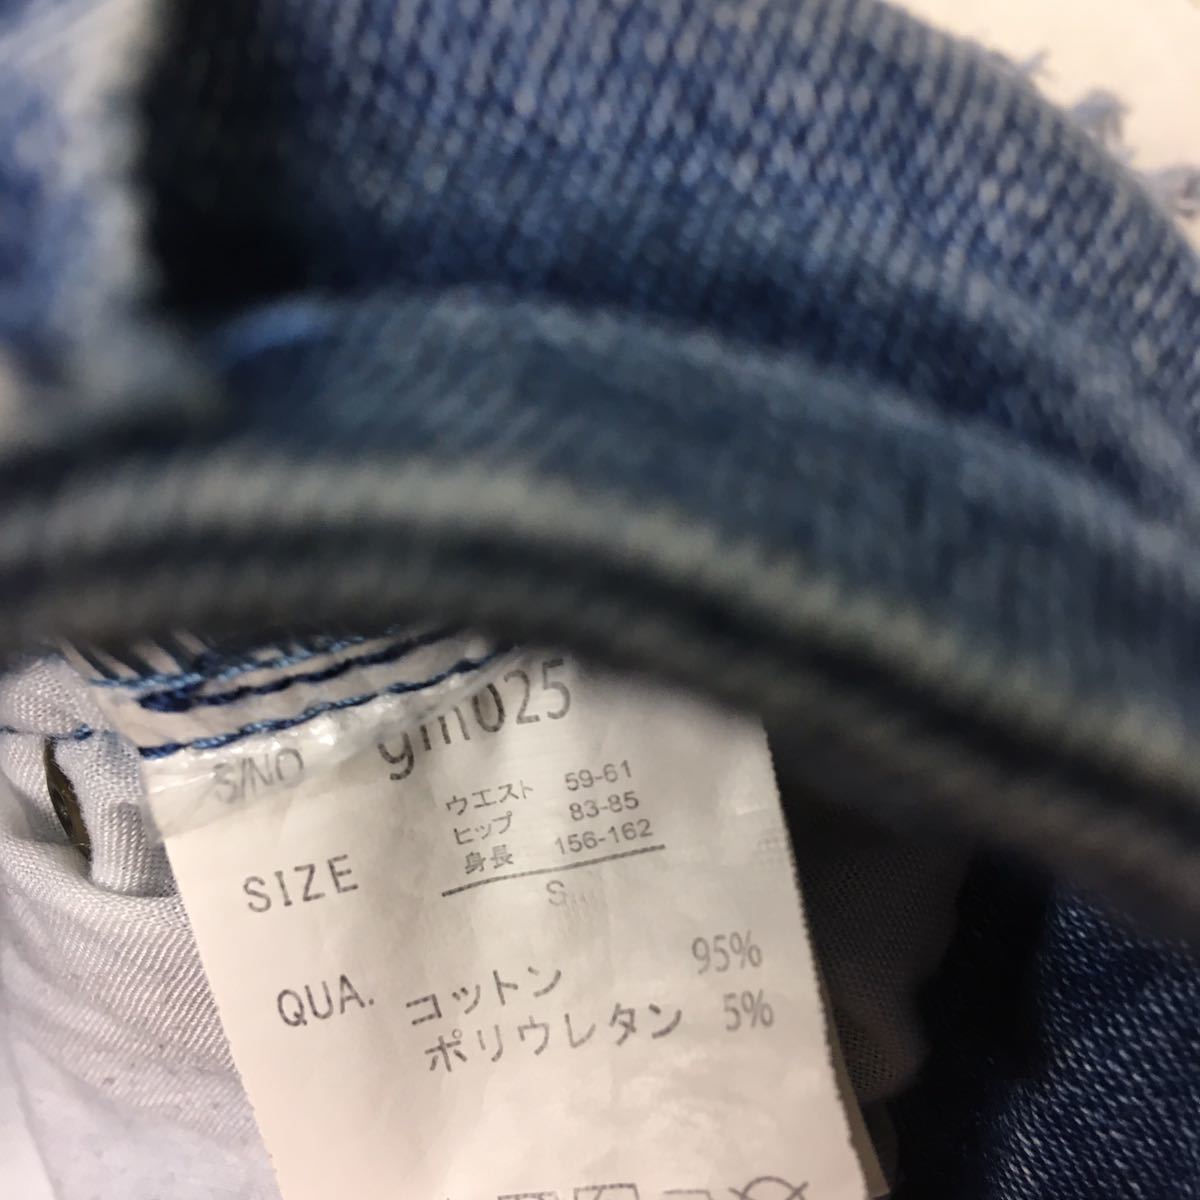 S/NO gm025
ウエスト 59-61
ヒップ 83-85
身長 156-162
SIZE
S
QUA. コットン 95%
ポリウレタン 5%